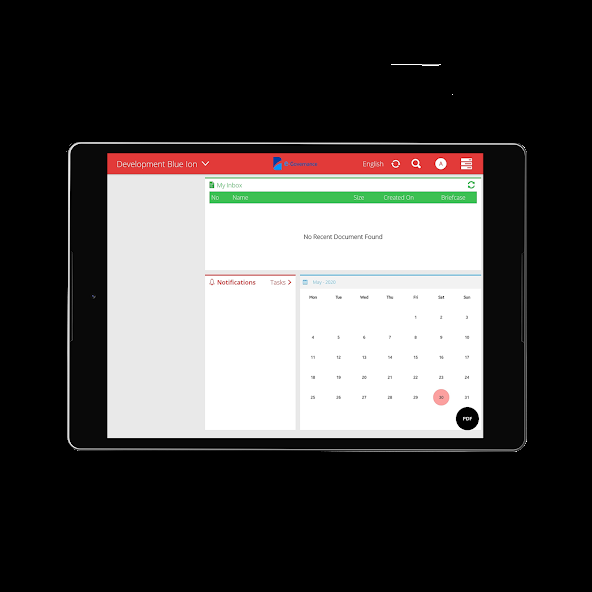 Development Blue Ion
English
A
My Inbox
No Name Size Created On Briefcase
No Recent Document Found
Notifications
Tasks
May - 2020
Mon Tue Wed Thu Fri Sat Sun
1 2 3
4 5 6 7 8 9 10
11 12 13 14 15 16 17
18 19 20 21 22 23 24
25 26 27 28 29 30 31
PDF